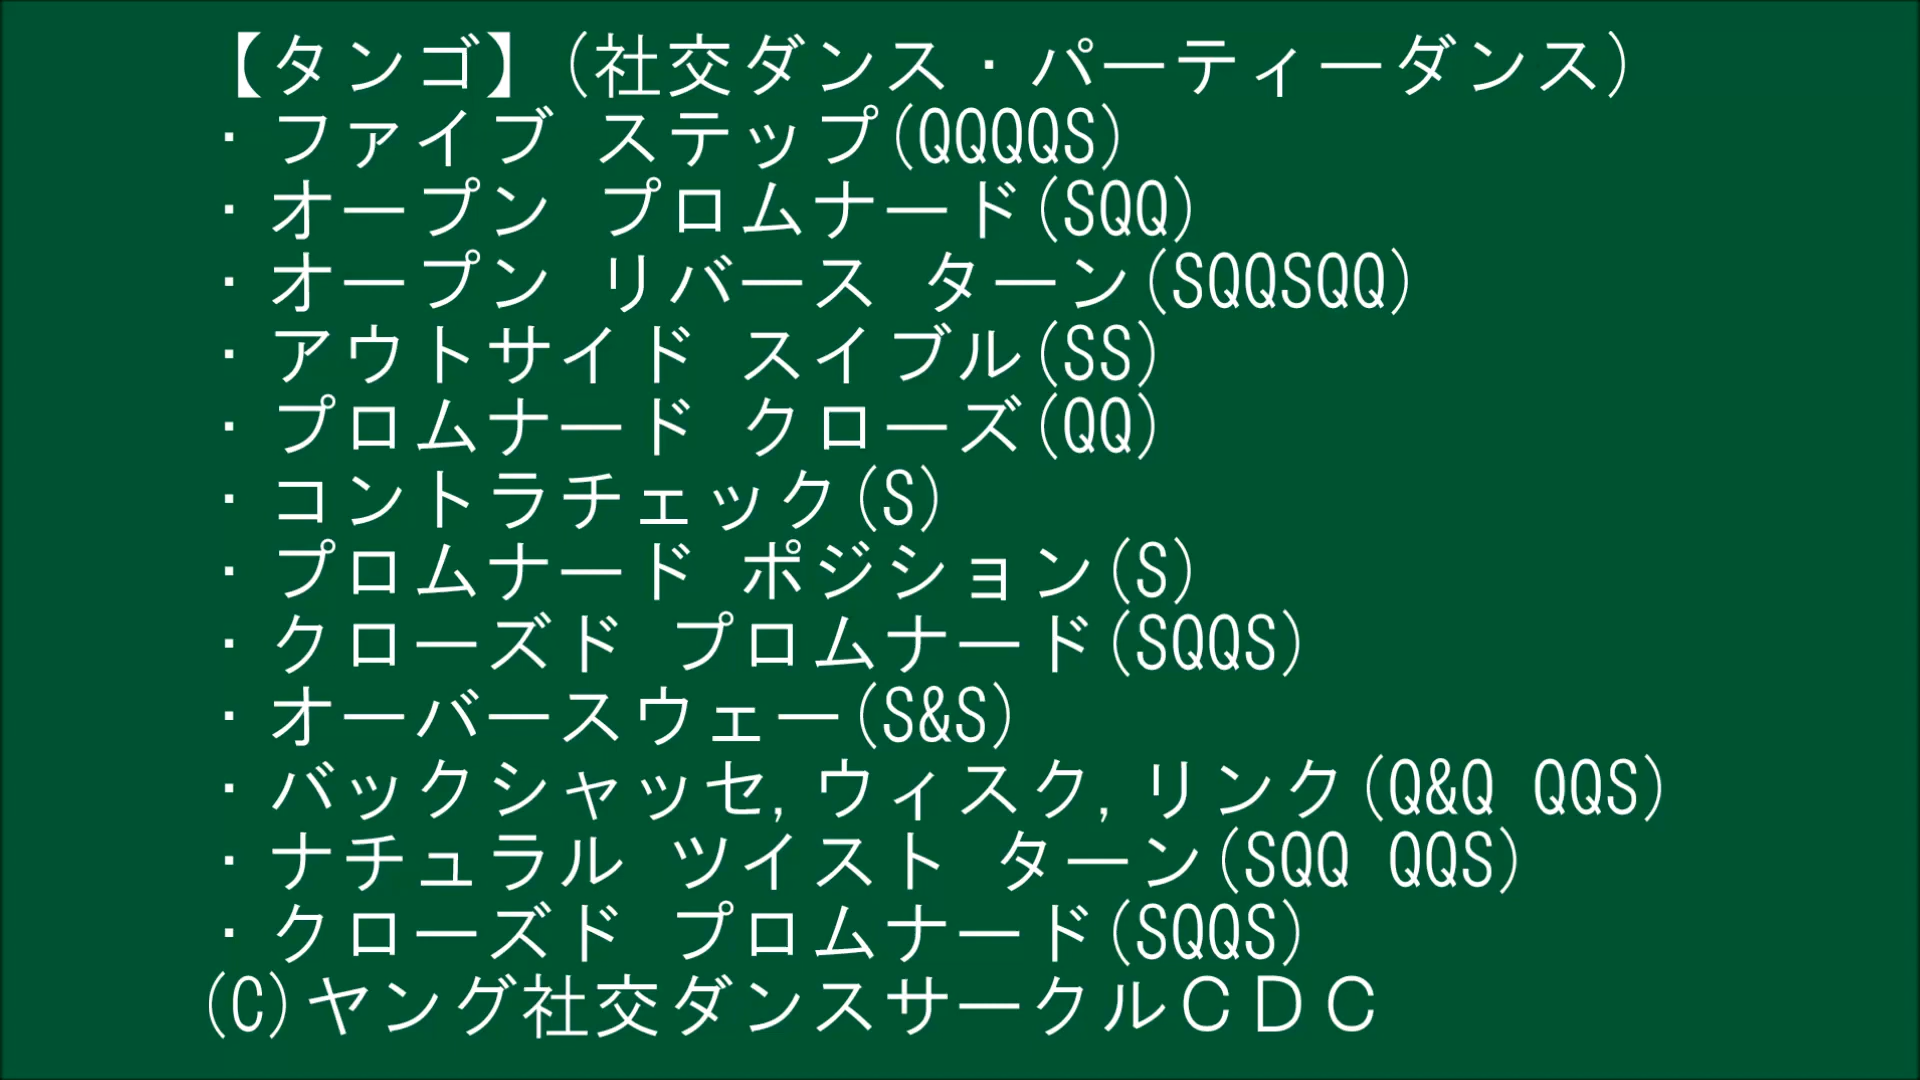 【タンゴ】(社交ダンス・パーティーダンス)
・ファイブ ステップ(QQQQS)
・オープン プロムナード(SQQ)
・オープン リバース ターン(SQQSQQ)
・アウトサイド スイブル(SS)
・プロムナード クローズ(QQ)
・コントラチェック(S)
・プロムナード ポジション(S)
・クローズド プロムナード(SQQS)
・オーバースウェー(S&S)
・バックシャッセ,ウィスク,リンク(Q&Q QQS)
・ナチュラル ツイスト ターン(SQQ QQS)
・クローズド プロムナード(SQQS)
(C)ヤング社交ダンスサークルＣＤＣ